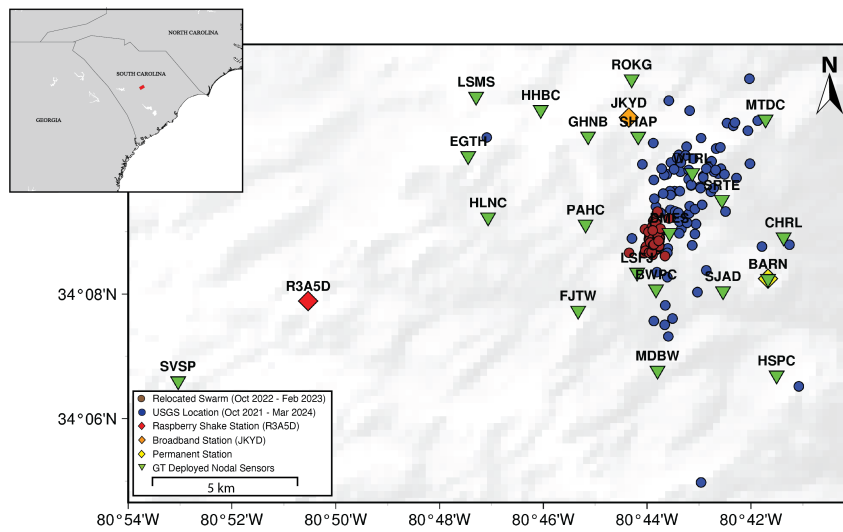 NORTH CAROLINA
SOUTH CAROLINA
GEORGIA
N
ROKG
LSMS
HHBC
JKYD
MTDC
GHNB
SHAP
EGTH
WTRL
SRTE
HLNC
PAHC
DMES
CHRL
LSFJ
BARN
BWPC
SJAD
R3A5D
34°08'N
FJTW
SVSP
MDBW
HSPC
34°06'N
Relocated Swarm (Oct 2022 - Feb 2023)
USGS Location (Oct 2021 - Mar 2024)
Raspberry Shake Station (R3A5D)
Broadband Station (JKYD)
Permanent Station
GT Deployed Nodal Sensors
5 km
80°54'W 80°52'W 80°50'W 80°48'W 80°46'W 80°44'W 80°42'W